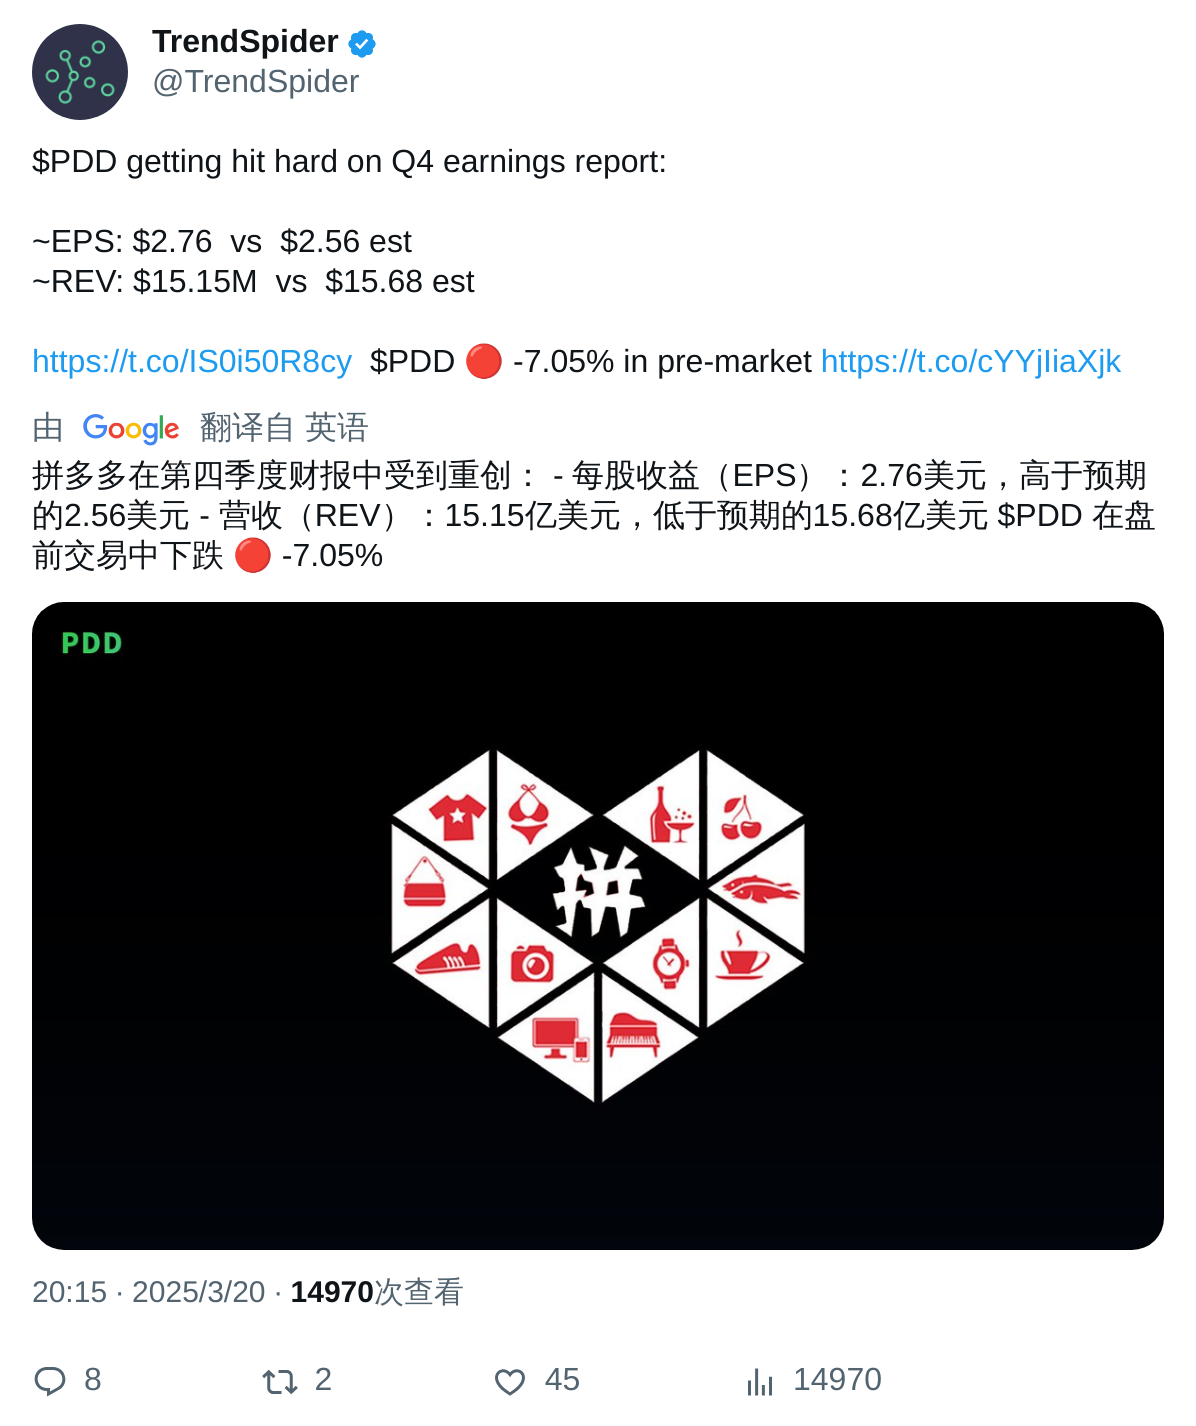 TrendSpider
@TrendSpider
$PDD getting hit hard on Q4 earnings report:
~EPS: $2.76  vs  $2.56 est
~REV: $15.15M  vs  $15.68 est
https://t.co/IS0i50R8cy  $PDD 🔴 -7.05% in pre-market https://t.co/cYYjIiaXjk
由 Google 翻译自 英语
拼多多在第四季度财报中受到重创： - 每股收益（EPS）：2.76美元，高于预期
的2.56美元 - 营收（REV）：15.15亿美元，低于预期的15.68亿美元 $PDD 在盘
前交易中下跌 🔴 -7.05%
PDD
拼
20:15 · 2025/3/20 · 14970次查看
8 2 45 14970